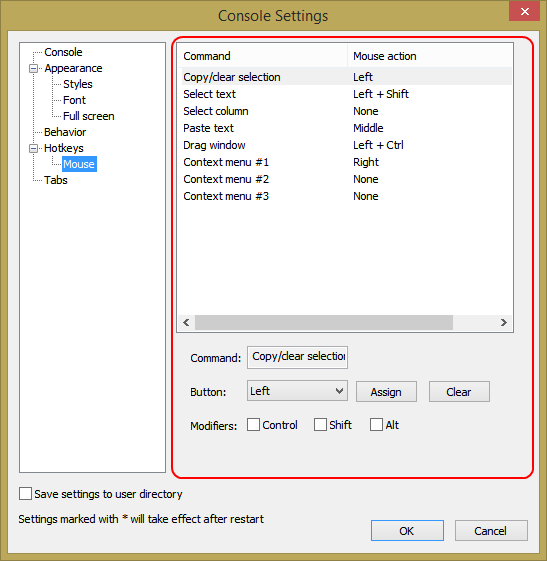 Console Settings
Console
Appearance
Styles
Font
Full screen
Behavior
Hotkeys
Mouse
Tabs
Command Mouse action
Copy/clear selection Left
Select text Left + Shift
Select column None
Paste text Middle
Drag window Left + Ctrl
Context menu #1 Right
Context menu #2 None
Context menu #3 None
Command: Copy/clear selection
Button: Left Assign Clear
Modifiers: Control Shift Alt
Save settings to user directory
Settings marked with * will take effect after restart
OK Cancel